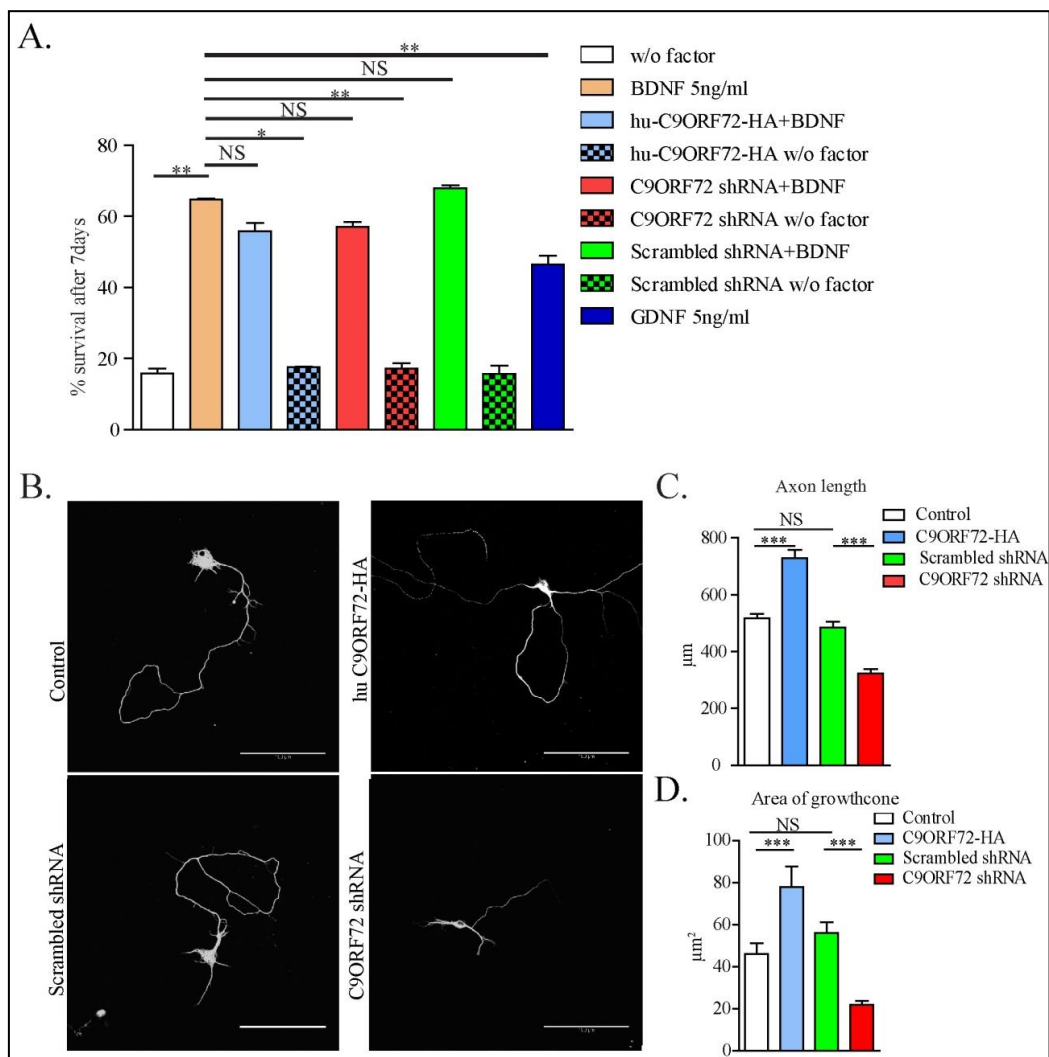 A.
**
NS
**
NS
*
NS
**
80
60
40
20
0
% survival after 7days
w/o factor
BDNF 5ng/ml
hu-C9ORF72-HA+BDNF
hu-C9ORF72-HA w/o factor
C9ORF72 shRNA+BDNF
C9ORF72 shRNA w/o factor
Scrambled shRNA+BDNF
Scrambled shRNA w/o factor
GDNF 5ng/ml
B.
Control
hu C9ORF72-HA
Scrambled shRNA
C9ORF72 shRNA
C.
Axon length
NS
*** ***
800
600
400
200
0
µm
Control
C9ORF72-HA
Scrambled shRNA
C9ORF72 shRNA
D.
Area of growthcone
NS
*** ***
100
80
60
40
20
0
µm²
Control
C9ORF72-HA
Scrambled shRNA
C9ORF72 shRNA